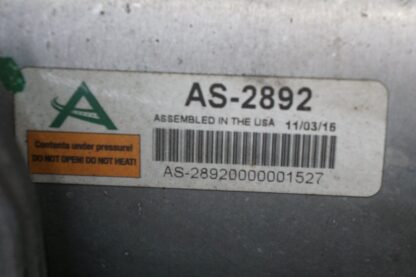 AS-2892
ASSEMBLED IN THE USA 11/03/16
Contents under pressure!
DO NOT OPEN! DO NOT HEAT!
AS-28920000001527